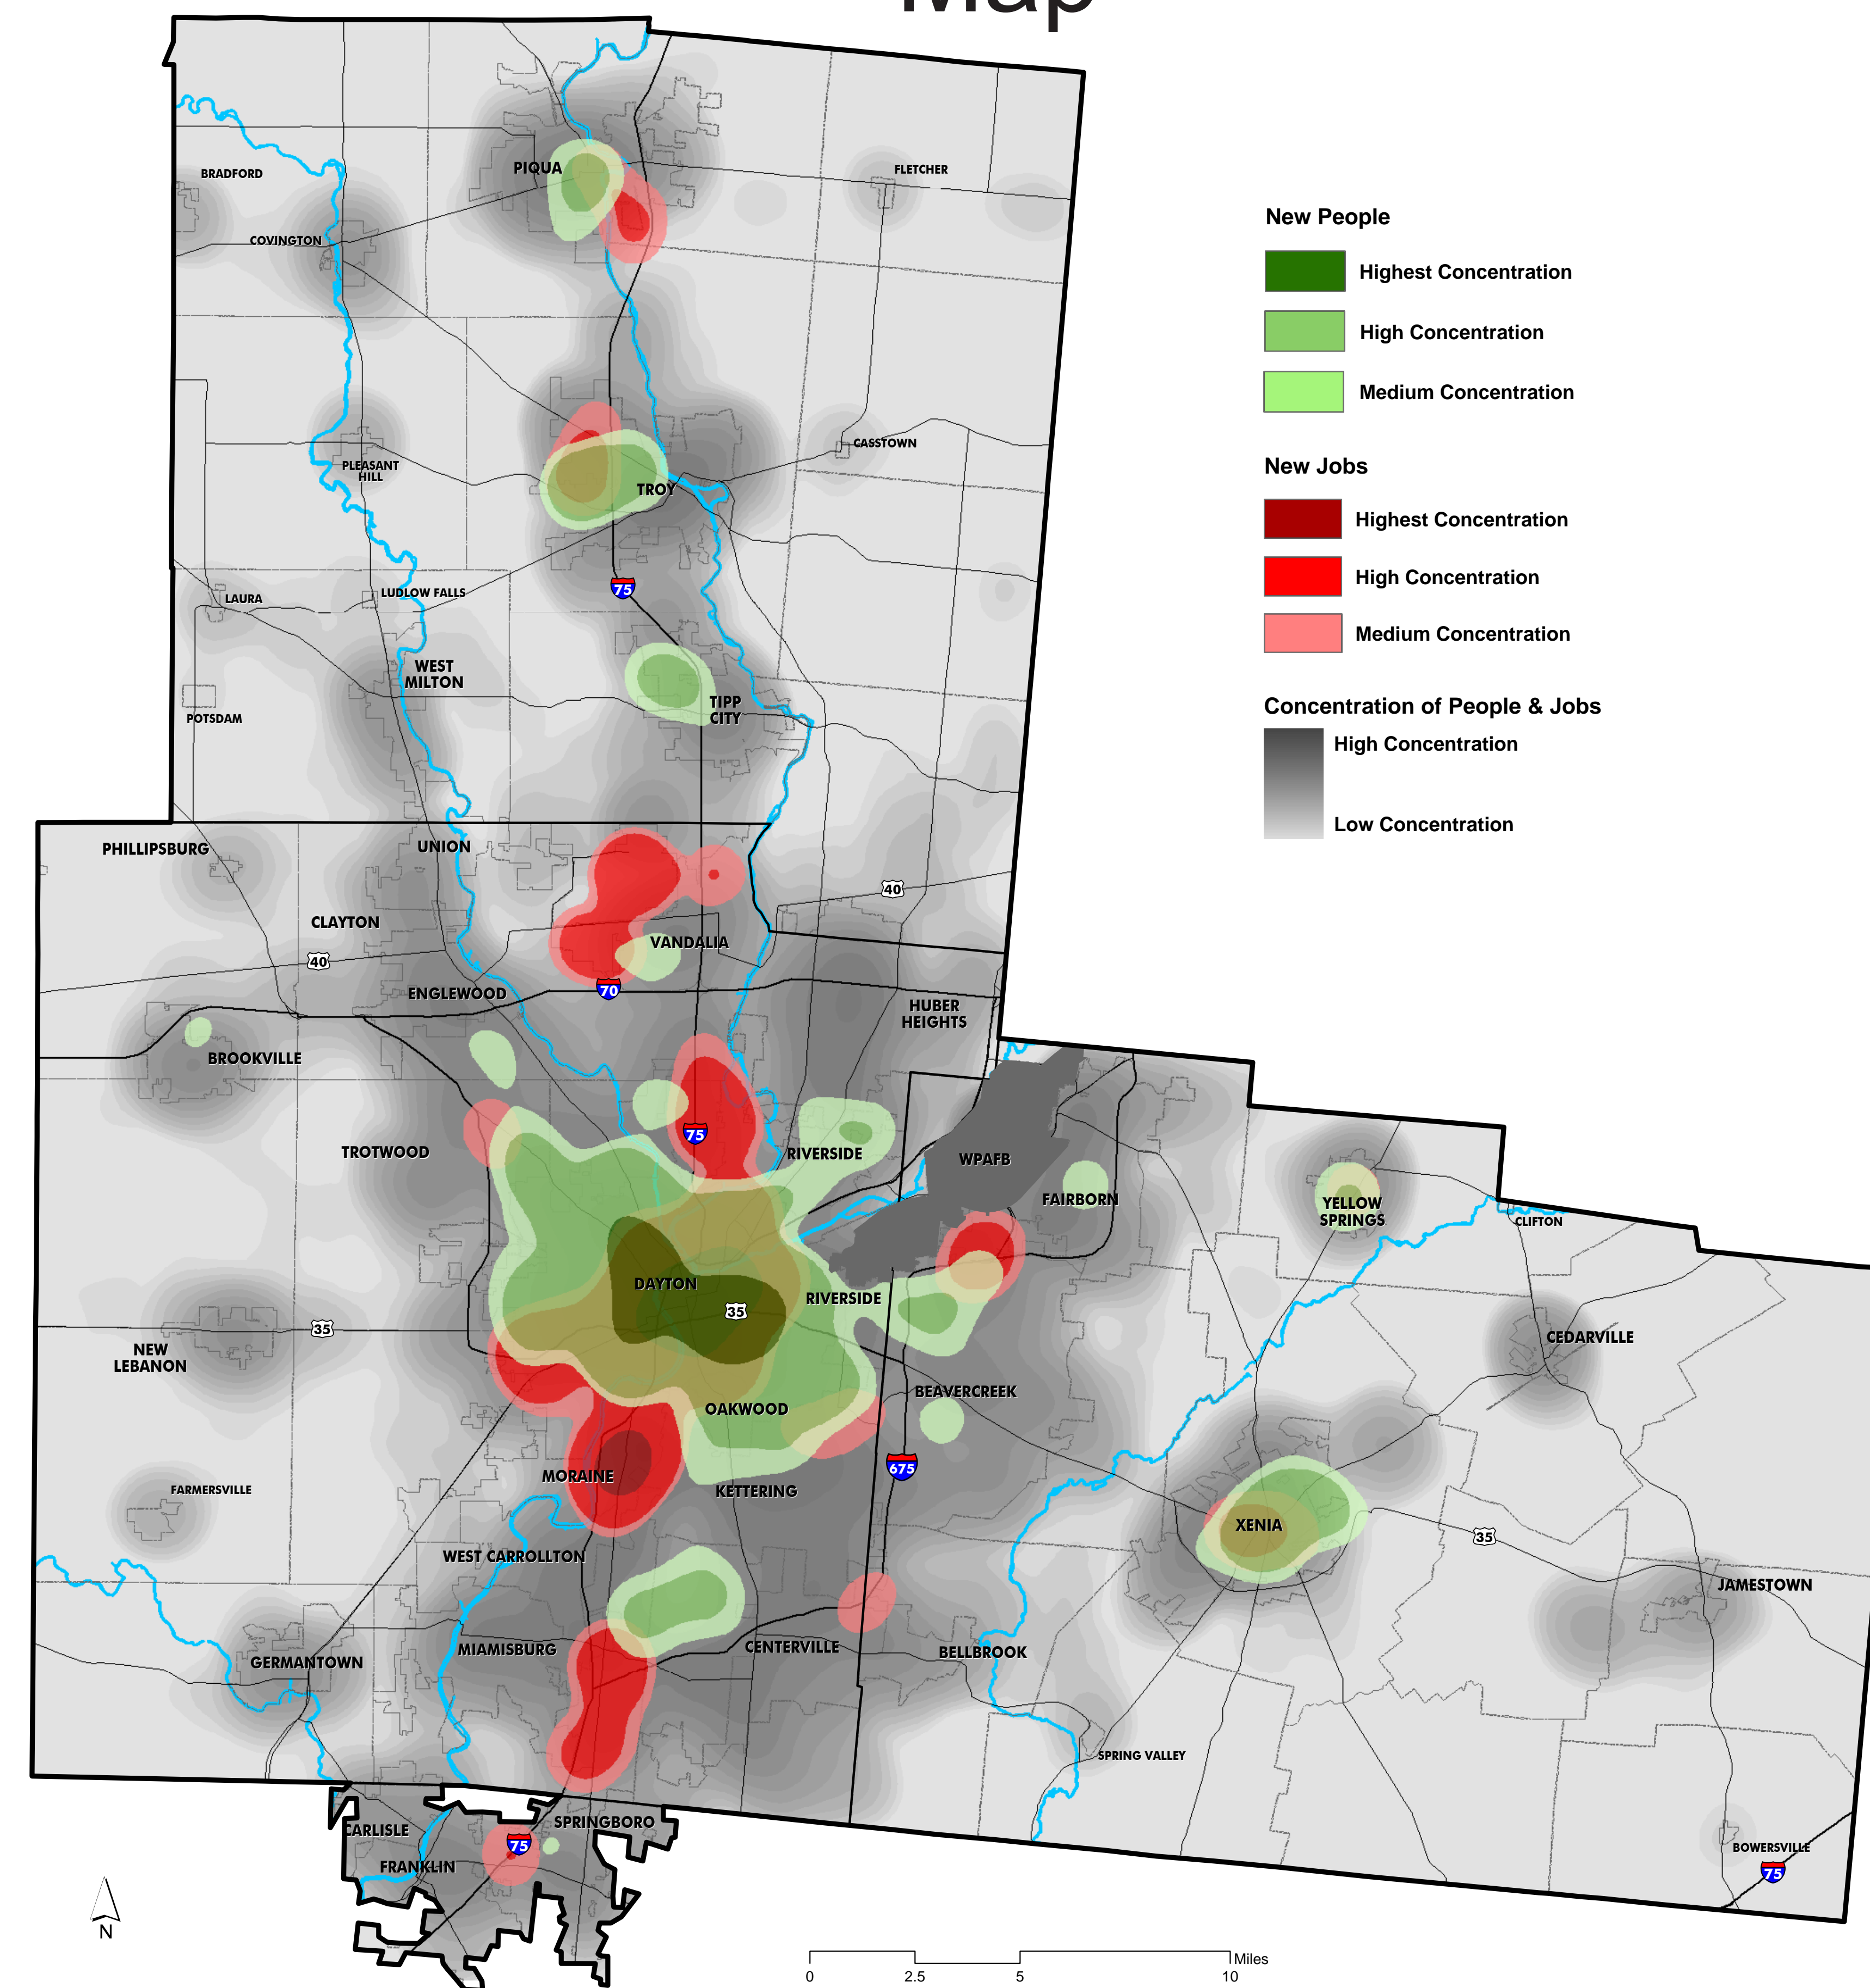 Map
PIQUA
BRADFORD
FLETCHER
COVINGTON
New People
Highest Concentration
High Concentration
Medium Concentration
New Jobs
Highest Concentration
High Concentration
Medium Concentration
Concentration of People & Jobs
High Concentration
Low Concentration
CASSTOWN
PLEASANT
HILL
TROY
75
LAURA
LUDLOW FALLS
WEST
MILTON
TIPP
CITY
POTSDAM
PHILLIPSBURG
UNION
40
CLAYTON
VANDALIA
40
70
ENGLEWOOD
HUBER
HEIGHTS
BROOKVILLE
75
TROTWOOD
RIVERSIDE
WPAFB
FAIRBORN
YELLOW
SPRINGS
CLIFTON
DAYTON
RIVERSIDE
35
35
NEW
LEBANON
CEDARVILLE
BEAVERCREEK
OAKWOOD
675
MORAINE
KETTERING
FARMERSVILLE
XENIA
35
WEST CARROLLTON
JAMESTOWN
MIAMISBURG
CENTERVILLE
BELLBROOK
GERMANTOWN
SPRING VALLEY
SPRINGBORO
CARLISLE
75
FRANKLIN
BOWERSVILLE
75
N
Miles
0 2.5 5 10